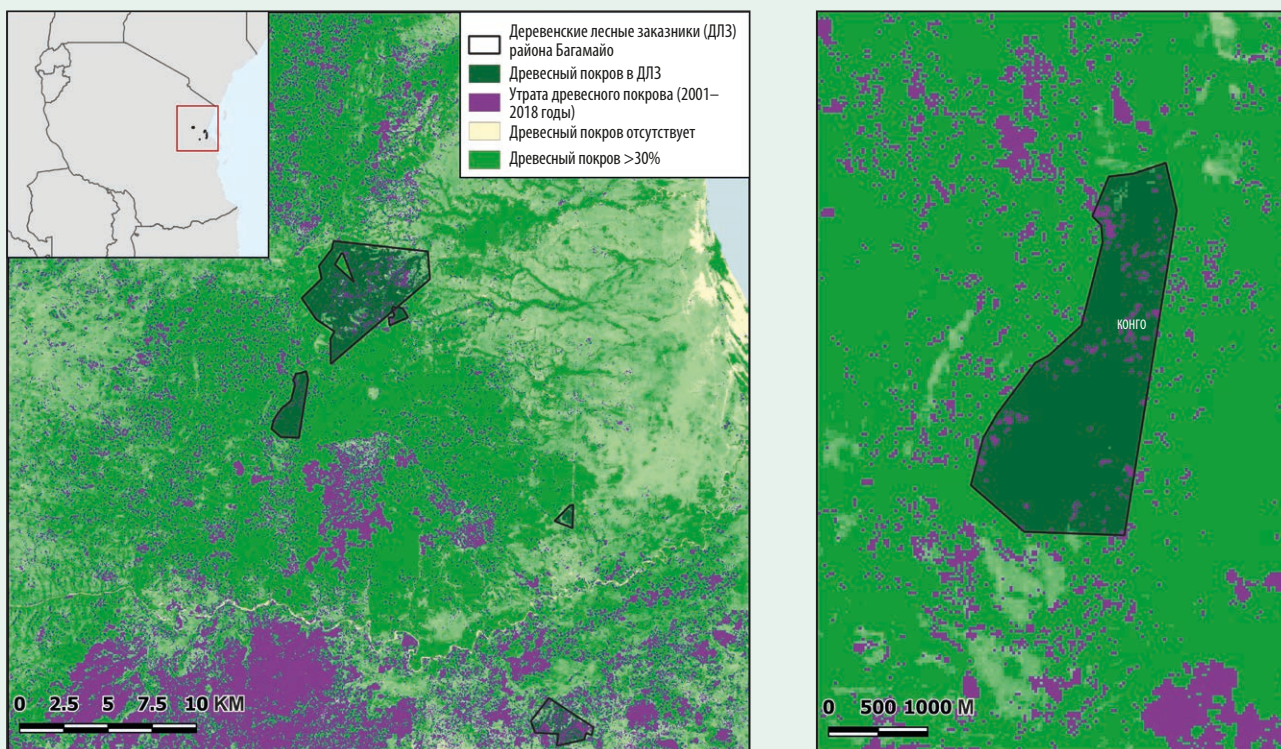 Деревенские лесные заказники (ДЛЗ)
района Багамайо
Древесный покров в ДЛЗ
Утрата древесного покрова (2001–
2018 годы)
Древесный покров отсутствует
Древесный покров >30%
КОНГО
0 2.5 5 7.5 10 KM
0 500 1000 M